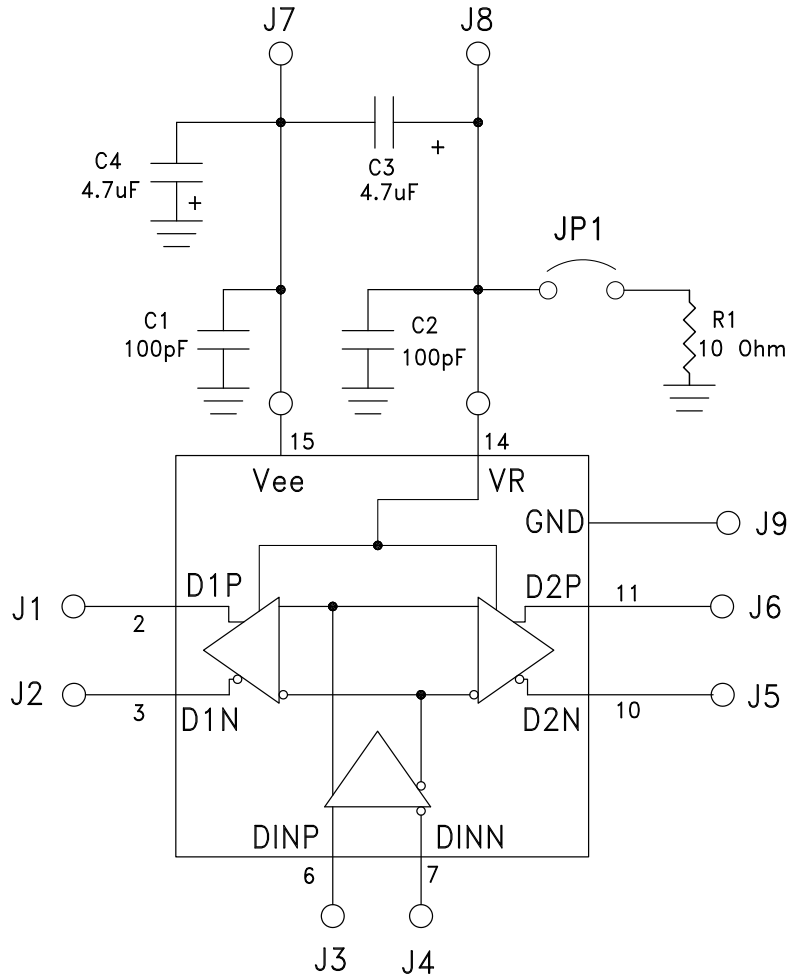 J7
J8
C4
4.7uF
+
C3
4.7uF
+
JP1
C1
100pF
C2
100pF
R1
10 Ohm
15
14
Vee
VR
GND
J9
J1
D1P
2
D2P
11
J6
J2
3
D1N
D2N
10
J5
DINP
DINN
6
7
J3
J4